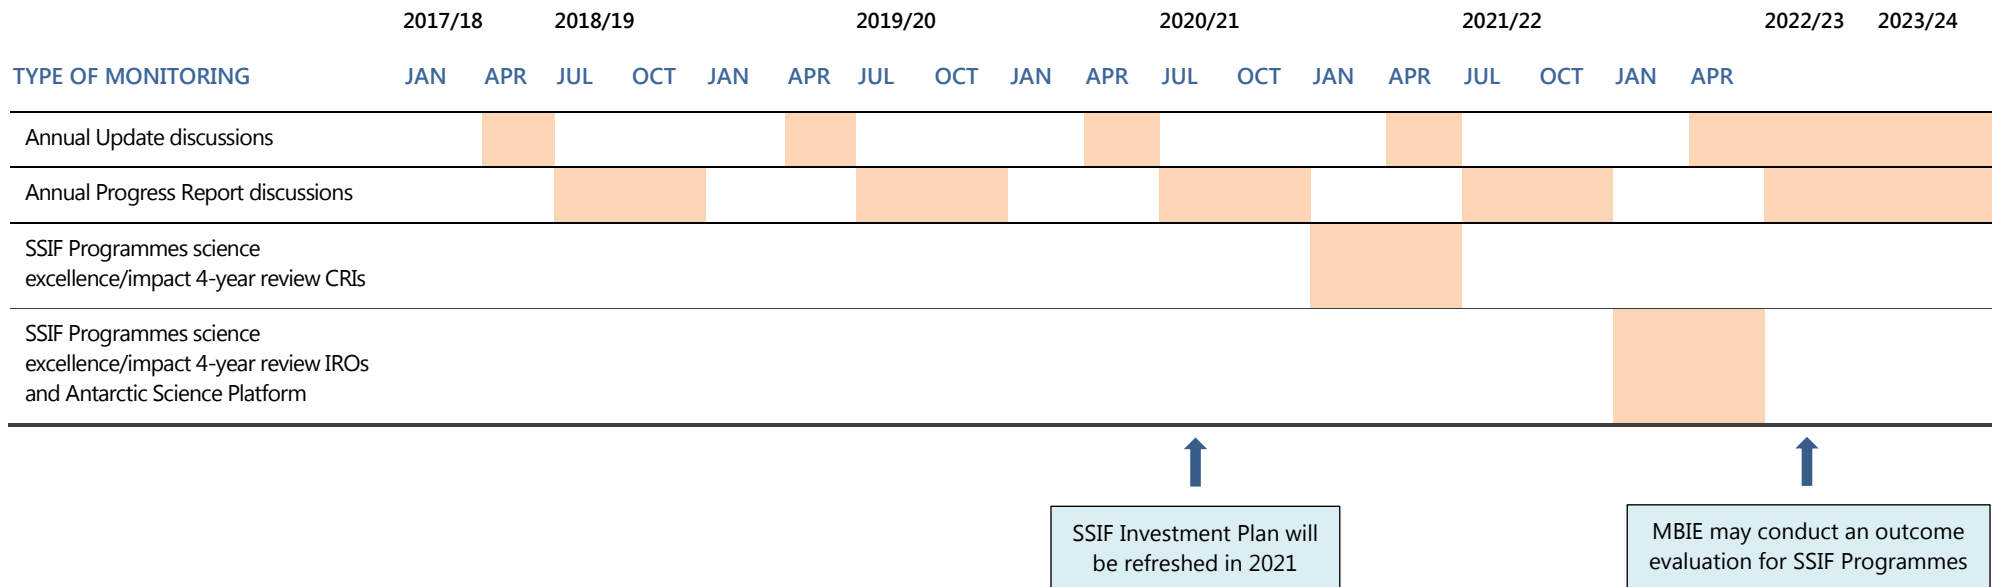 2017/18 2018/19 2019/20 2020/21 2021/22 2022/23 2023/24
TYPE OF MONITORING JAN APR JUL OCT JAN APR JUL OCT JAN APR JUL OCT JAN APR JUL OCT JAN APR
Annual Update discussions
Annual Progress Report discussions
SSIF Programmes science
excellence/impact 4-year review CRIs
SSIF Programmes science
excellence/impact 4-year review IROs
and Antarctic Science Platform
SSIF Investment Plan will
be refreshed in 2021
MBIE may conduct an outcome
evaluation for SSIF Programmes